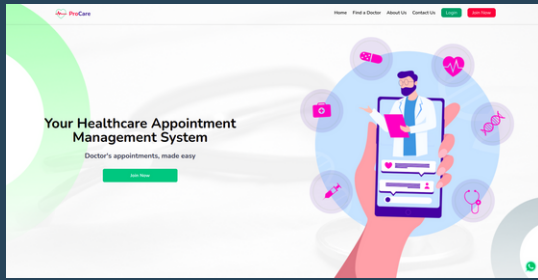 ProCare
Home Find a Doctor About Us Contact Us Login Join Now
Your Healthcare Appointment
Management System
Doctor's appointments, made easy
Join Now